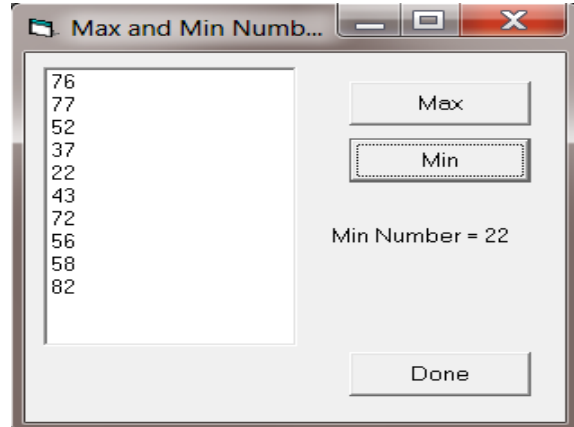 Max and Min Numb...
76
77
52
37
22
43
72
56
58
82
Max
Min
Min Number = 22
Done